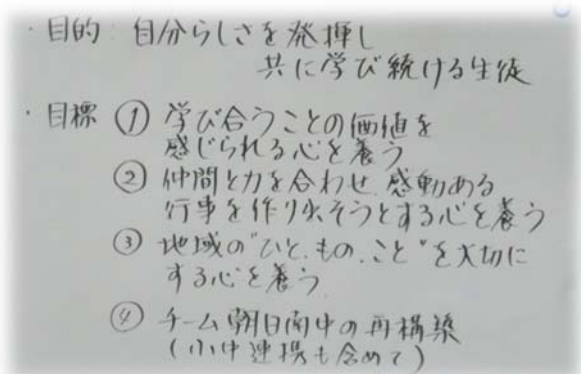 ・目的 自分らしさを発揮し
共に学び続ける生徒
・目標 ① 学び合うことの価値を
感じられる心を養う
② 仲間と力を合わせ、感動ある
行事を作り出そうとする心を養う
③ 地域の"ひと、もの、こと"を大切に
する心を養う
④ チーム朝日南中の再構築
(小中連携も含めて)